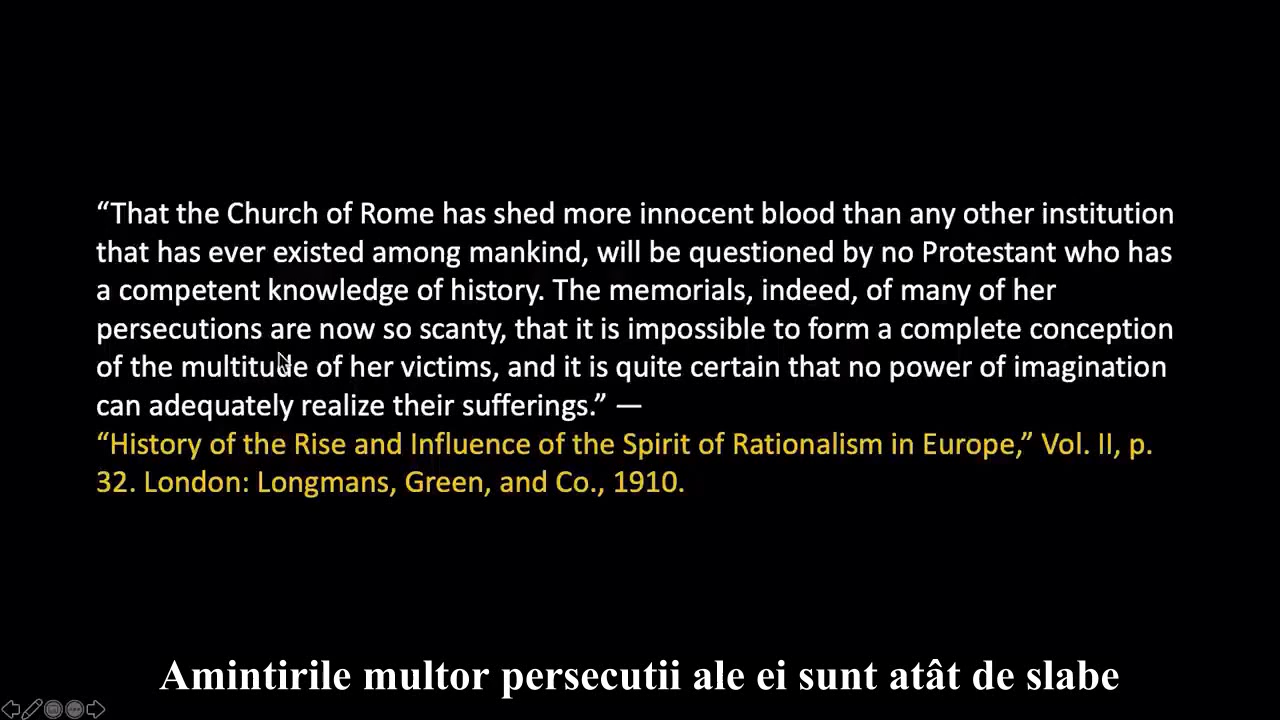 “That the Church of Rome has shed more innocent blood than any other institution
that has ever existed among mankind, will be questioned by no Protestant who has
a competent knowledge of history. The memorials, indeed, of many of her
persecutions are now so scanty, that it is impossible to form a complete conception
of the multitude of her victims, and it is quite certain that no power of imagination
can adequately realize their sufferings.” —
“History of the Rise and Influence of the Spirit of Rationalism in Europe,” Vol. II, p.
32. London: Longmans, Green, and Co., 1910.
Amintirile multor persecutii ale ei sunt atât de slabe